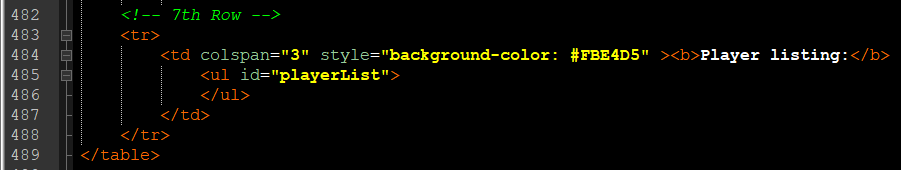 482 <!-- 7th Row -->
483 <tr>
484 <td colspan="3" style="background-color: #FBE4D5" ><b>Player listing:</b>
485 <ul id="playerList">
486 </ul>
487 </td>
488 </tr>
489 </table>